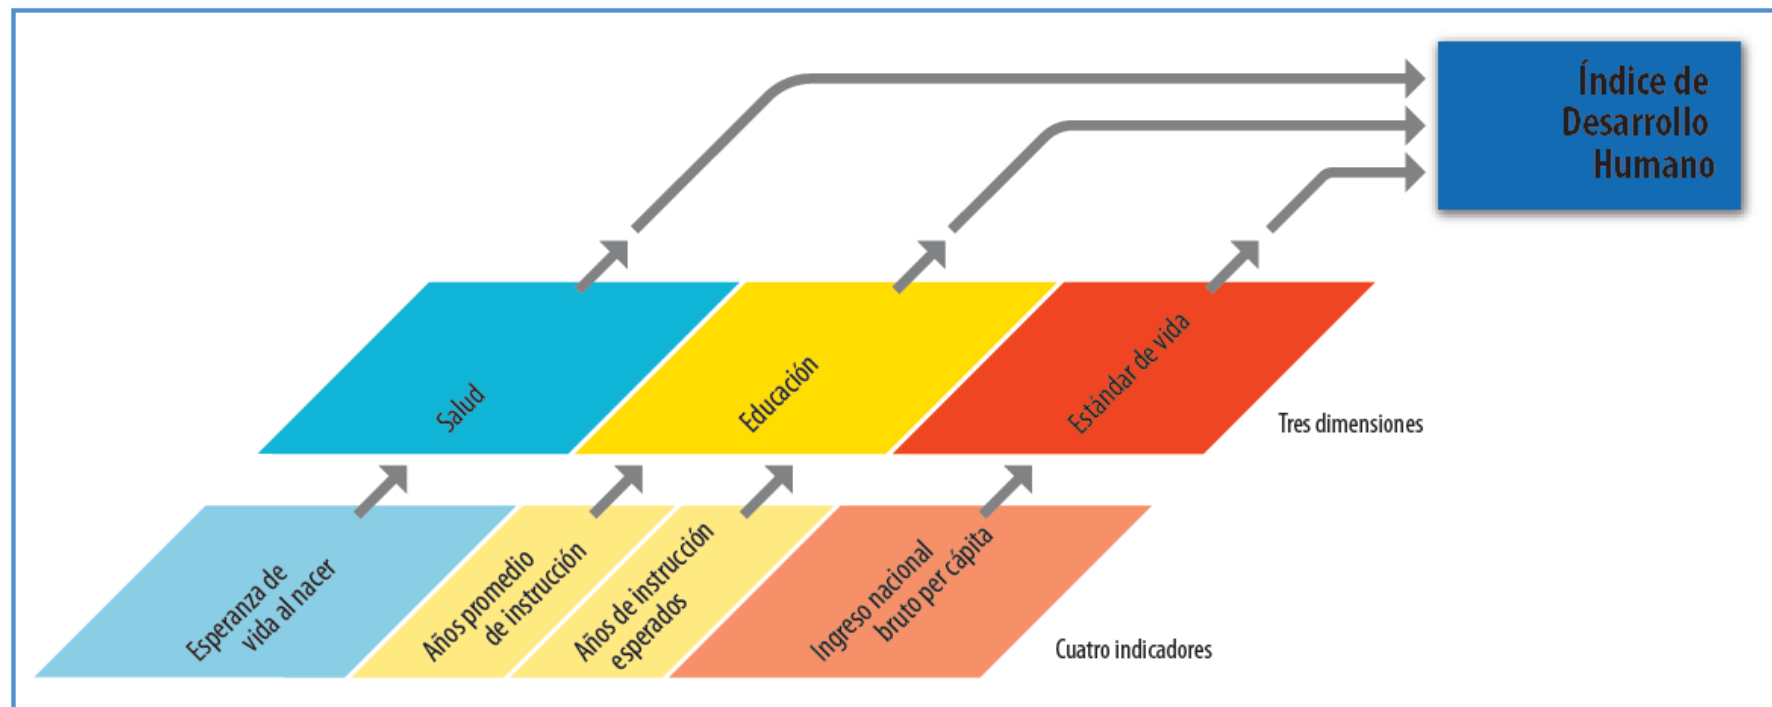 Índice de
Desarrollo
Humano
Salud
Educación
Estándar de vida
Tres dimensiones
Esperanza de
vida al nacer
Años promedio
de instrucción
Años de instrucción
esperados
Ingreso nacional
bruto per cápita
Cuatro indicadores